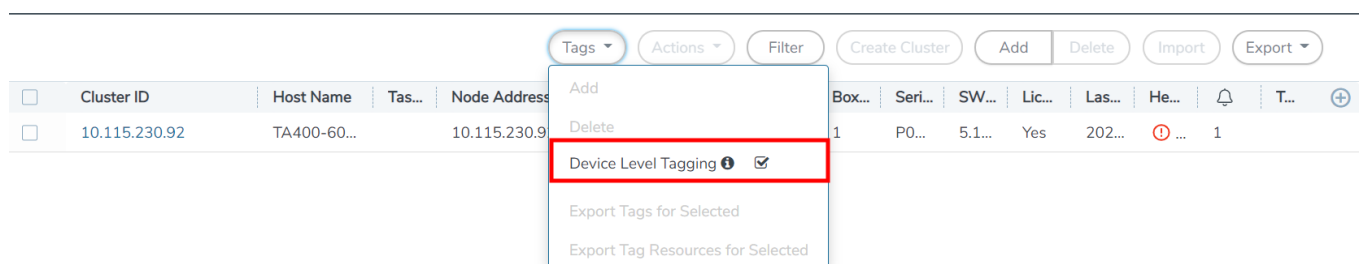 Tags Actions Filter Create Cluster Add Delete Import Export
Cluster ID Host Name Tas... Node Address Box... Seri... SW... Lic... Las... He... T...
10.115.230.92 TA400-60... 10.115.230.9 1 P0... 5.1... Yes 202... ... 1
Add
Delete
Device Level Tagging
Export Tags for Selected
Export Tag Resources for Selected